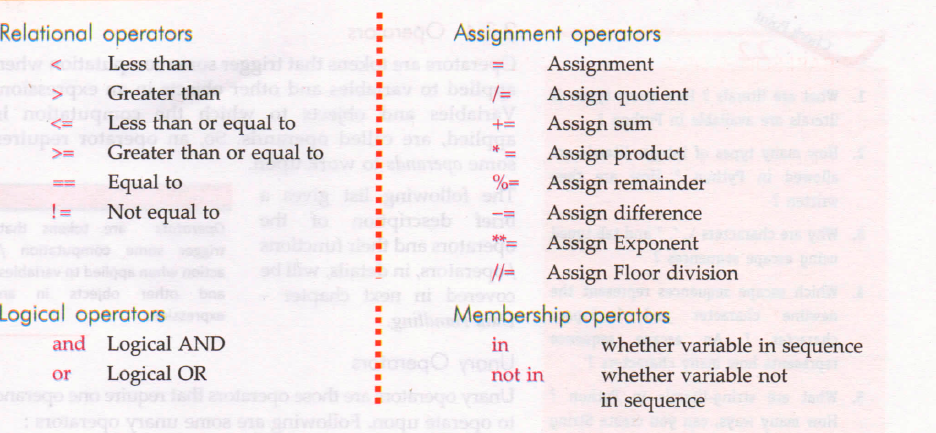 Relational operators
< Less than
> Greater than
<= Less than or equal to
>= Greater than or equal to
== Equal to
!= Not equal to
Logical operators
and Logical AND
or Logical OR
Assignment operators
= Assignment
/= Assign quotient
+= Assign sum
*= Assign product
%= Assign remainder
-= Assign difference
**= Assign Exponent
//= Assign Floor division
Membership operators
in whether variable in sequence
not in whether variable not
in sequence